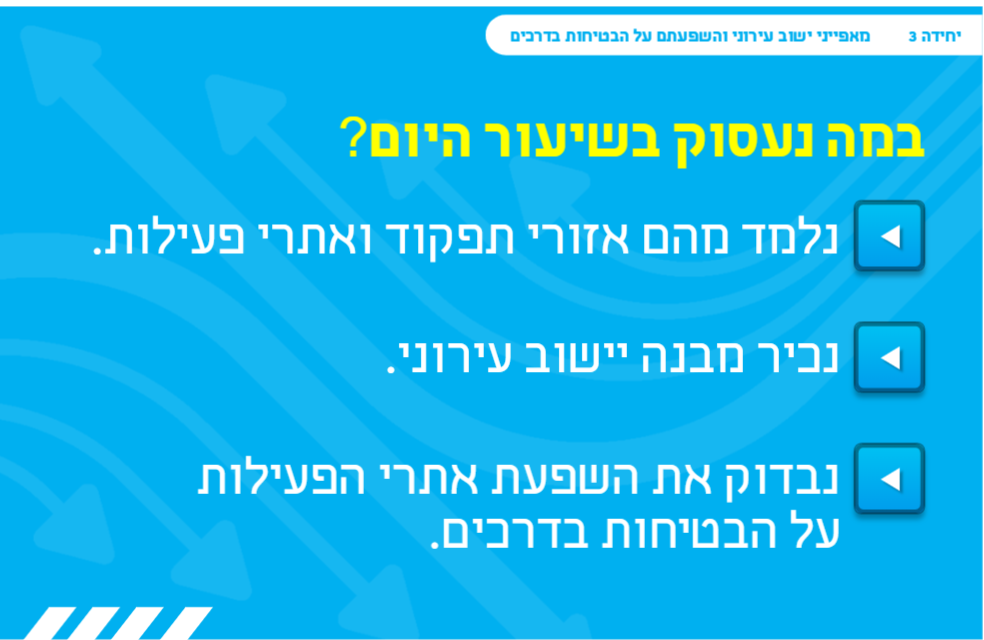 יחידה 3 מאפייני ישוב עירוני והשפעתם על הבטיחות בדרכים
במה נעסוק בשיעור היום?
נלמד מהם אזורי תפקוד ואתרי פעילות.
נכיר מבנה יישוב עירוני.
נבדוק את השפעת אתרי הפעילות
על הבטיחות בדרכים.